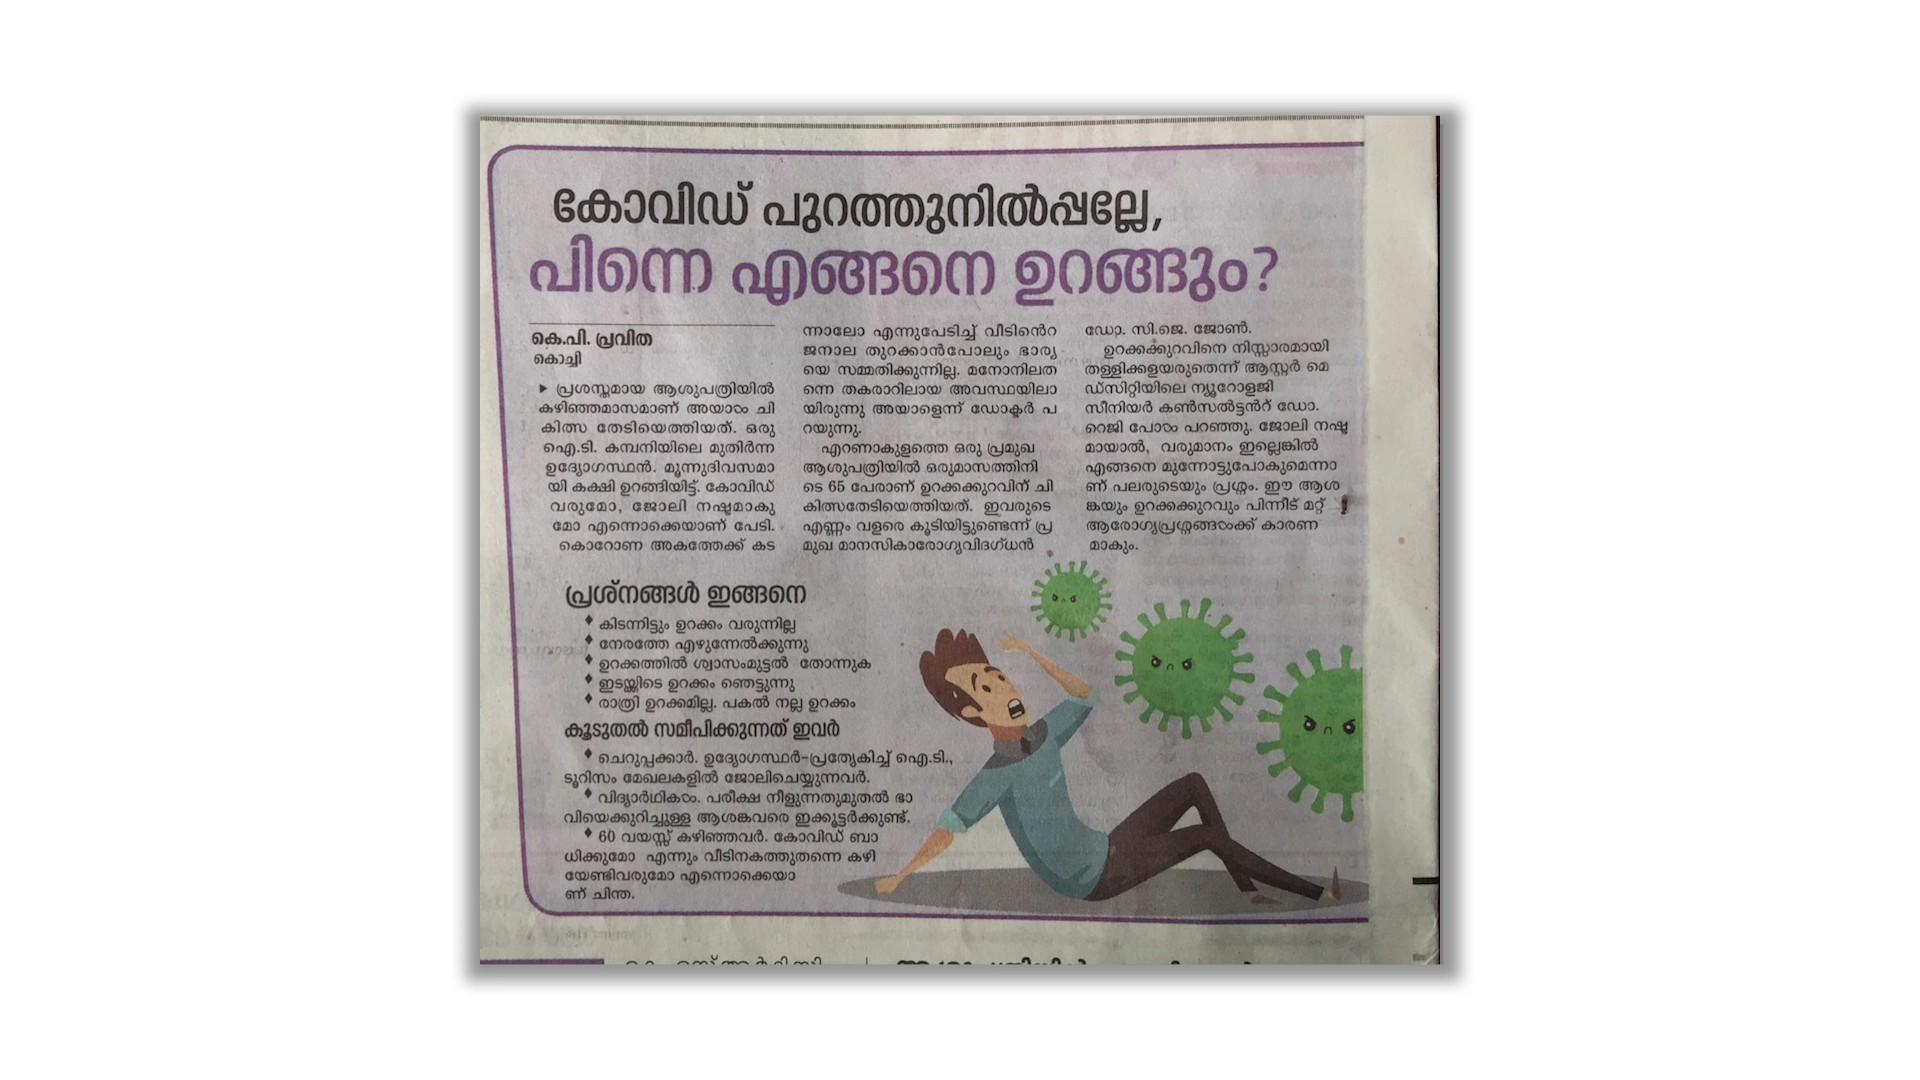 കോവിഡ് പുറത്തുനിൽപ്പല്ലേ,
പിന്നെ എങ്ങനെ ഉറങ്ങും?
കെ.പി. പ്രവിത
കൊച്ചി
▸ പ്രശസ്തമായ ആശുപത്രിയിൽ
കഴിഞ്ഞമാസമാണ് അയാൾ ചി
കിത്സ തേടിയെത്തിയത്. ഒരു
ഐ.ടി. കമ്പനിയിലെ മുതിർന്ന
ഉദ്യോഗസ്ഥൻ. മൂന്നുദിവസമാ
യി കക്ഷി ഉറങ്ങിയിട്ട്. കോവിഡ്
വരുമോ, ജോലി നഷ്ടമാകു
മോ എന്നൊക്കെയാണ് പേടി.
കൊറോണ അകത്തേക്ക് കട
ന്നാലോ എന്നുപേടിച്ച് വീടിന്റെ
ജനാല തുറക്കാൻപോലും ഭാര്യ
യെ സമ്മതിക്കുന്നില്ല. മനോനിലത
ന്നെ തകരാറിലായ അവസ്ഥയിലാ
യിരുന്നു അയാളെന്ന് ഡോക്ടർ പ
റയുന്നു.
എറണാകുളത്തെ ഒരു പ്രമുഖ
ആശുപത്രിയിൽ ഒരുമാസത്തിനി
ടെ 65 പേരാണ് ഉറക്കക്കുറവിന് ചി
കിത്സതേടിയെത്തിയത്. ഇവരുടെ
എണ്ണം വളരെ കൂടിയിട്ടുണ്ടെന്ന് പ്ര
മുഖ മാനസികാരോഗ്യവിദഗ്ധൻ
ഡോ. സി.ജെ. ജോൺ.
ഉറക്കക്കുറവിനെ നിസ്സാരമായി
തള്ളിക്കളയരുതെന്ന് ആസ്റ്റർ മെ
ഡ്സിറ്റിയിലെ ന്യൂറോളജി
സീനിയർ കൺസൽട്ടൻറ് ഡോ.
റെജി പോൾ പറഞ്ഞു. ജോലി നഷ്ട
മായാൽ, വരുമാനം ഇല്ലെങ്കിൽ
എങ്ങനെ മുന്നോട്ടുപോകുമെന്നാ
ണ് പലരുടെയും പ്രശ്നം. ഈ ആശ
ങ്കയും ഉറക്കക്കുറവും പിന്നീട് മറ്റ്
ആരോഗ്യപ്രശ്നങ്ങൾക്ക് കാരണ
മാകും.
പ്രശ്നങ്ങൾ ഇങ്ങനെ
♦ കിടന്നിട്ടും ഉറക്കം വരുന്നില്ല
♦ നേരത്തേ എഴുന്നേൽക്കുന്നു
♦ ഉറക്കത്തിൽ ശ്വാസംമുട്ടൽ തോന്നുക
♦ ഇടയ്ക്കിടെ ഉറക്കം ഞെട്ടുന്നു
♦ രാത്രി ഉറക്കമില്ല. പകൽ നല്ല ഉറക്കം
കൂടുതൽ സമീപിക്കുന്നത് ഇവർ
♦ ചെറുപ്പക്കാർ. ഉദ്യോഗസ്ഥർ-പ്രത്യേകിച്ച് ഐ.ടി.,
ടൂറിസം മേഖലകളിൽ ജോലിചെയ്യുന്നവർ.
♦ വിദ്യാർഥികൾ. പരീക്ഷ നീളുന്നതുമുതൽ ഭാ
വിയെക്കുറിച്ചുള്ള ആശങ്കവരെ ഇക്കൂട്ടർക്കുണ്ട്.
♦ 60 വയസ്സ് കഴിഞ്ഞവർ. കോവിഡ് ബാ
ധിക്കുമോ എന്നും വീടിനകത്തുതന്നെ കഴി
യേണ്ടിവരുമോ എന്നൊക്കെയാ
ണ് ചിന്ത.